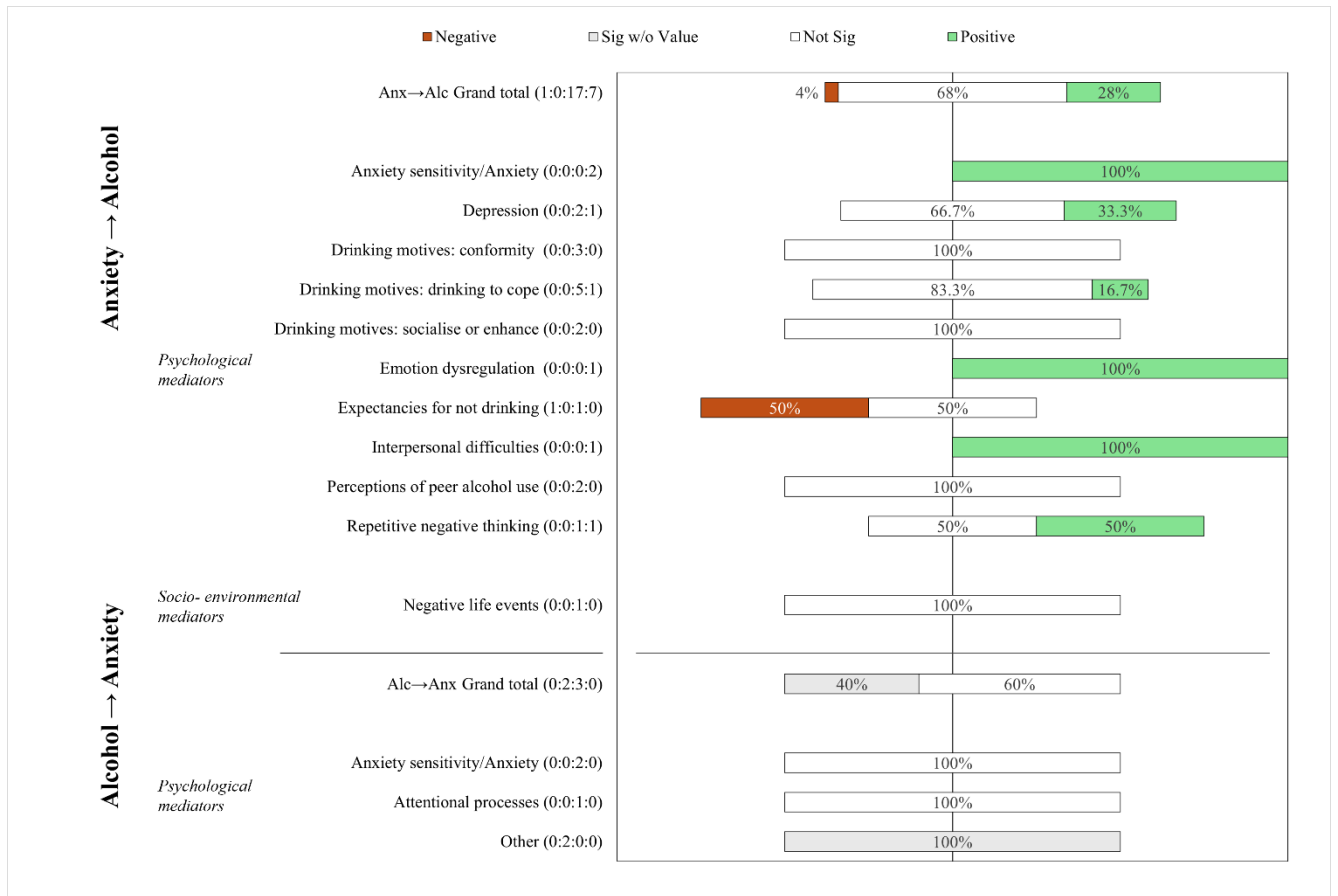 Negative Sig w/o Value Not Sig Positive
Anxiety → Alcohol
Anx→Alc Grand total (1:0:17:7) 4% 68% 28%
Anxiety sensitivity/Anxiety (0:0:0:2) 100%
Depression (0:0:2:1) 66.7% 33.3%
Drinking motives: conformity (0:0:3:0) 100%
Drinking motives: drinking to cope (0:0:5:1) 83.3% 16.7%
Drinking motives: socialise or enhance (0:0:2:0) 100%
Psychological
mediators
Emotion dysregulation (0:0:0:1) 100%
Expectancies for not drinking (1:0:1:0) 50% 50%
Interpersonal difficulties (0:0:0:1) 100%
Perceptions of peer alcohol use (0:0:2:0) 100%
Repetitive negative thinking (0:0:1:1) 50% 50%
Socio- environmental
mediators
Negative life events (0:0:1:0) 100%
Alcohol → Anxiety
Alc→Anx Grand total (0:2:3:0) 40% 60%
Anxiety sensitivity/Anxiety (0:0:2:0) 100%
Psychological
mediators
Attentional processes (0:0:1:0) 100%
Other (0:2:0:0) 100%